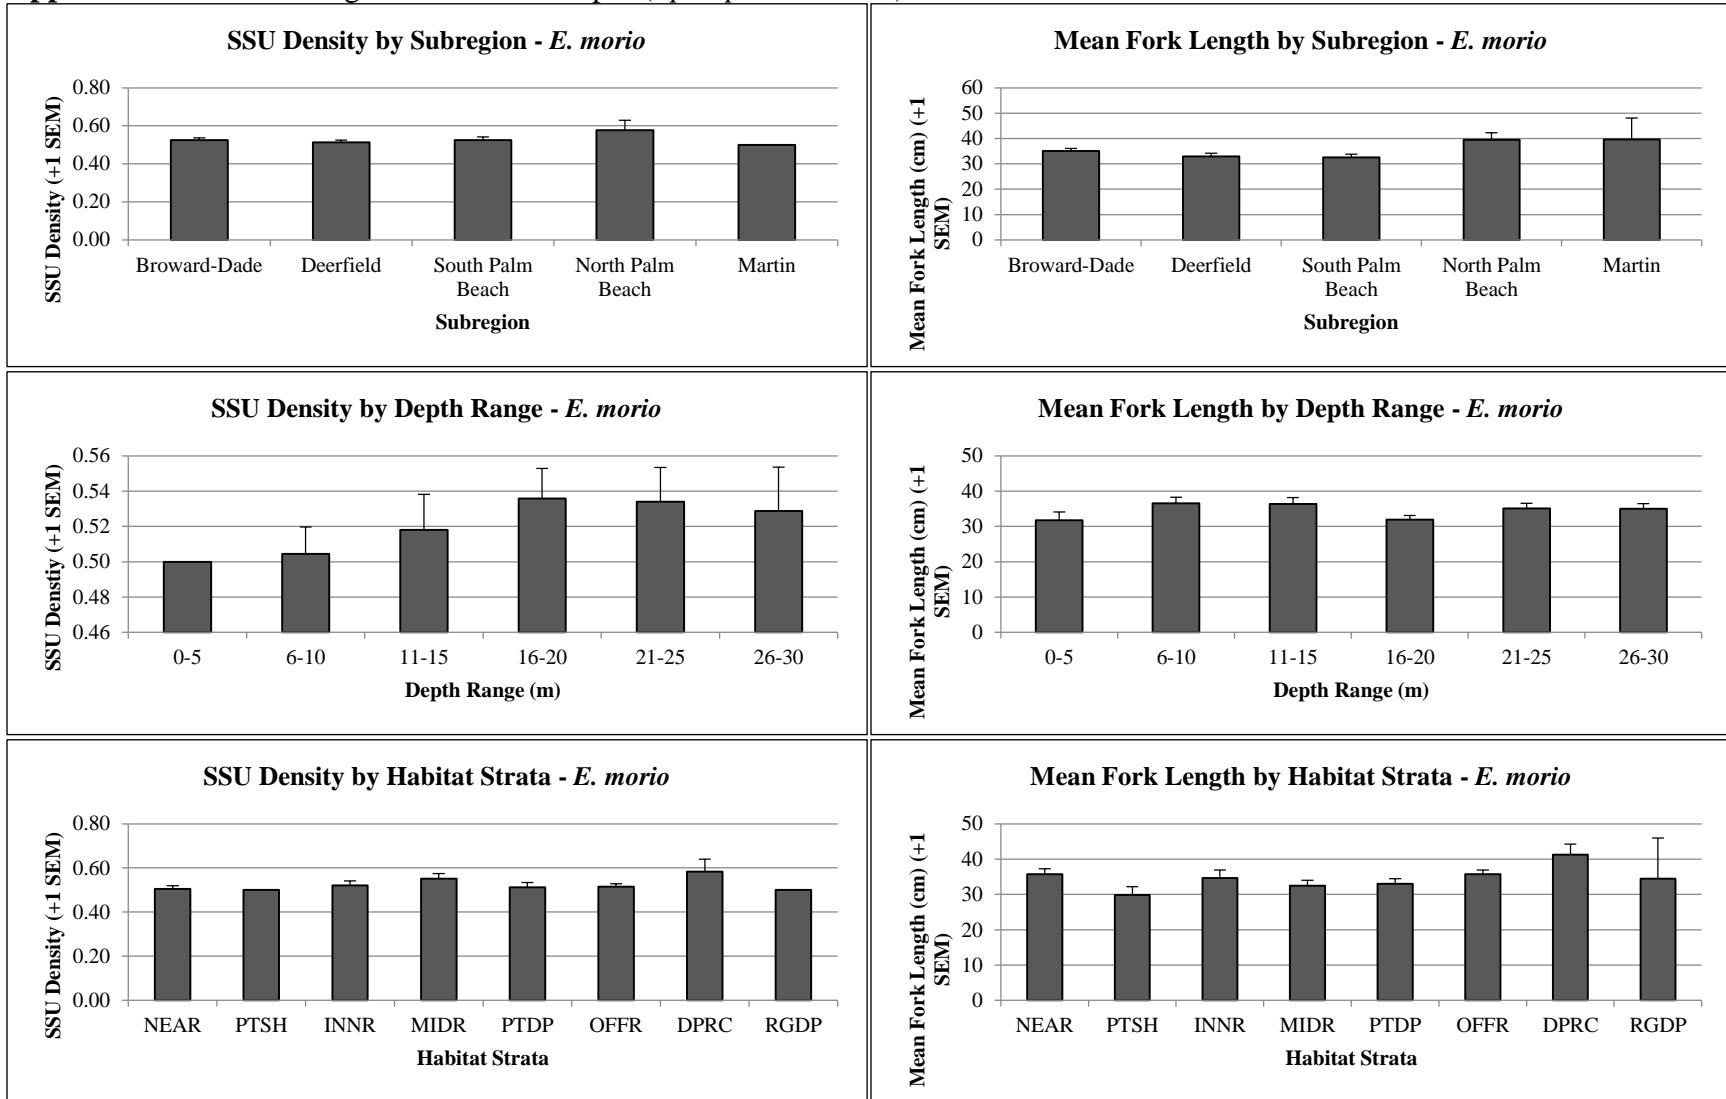 SSU Density by Subregion - E. morio
SSU Density (+1 SEM)
0.80
0.60
0.40
0.20
0.00
Broward-Dade
Deerfield
South Palm
Beach
North Palm
Beach
Martin
Subregion
Mean Fork Length by Subregion - E. morio
Mean Fork Length (cm) (+1
SEM)
60
50
40
30
20
10
0
Broward-Dade
Deerfield
South Palm
Beach
North Palm
Beach
Martin
Subregion
SSU Density by Depth Range - E. morio
SSU Denstiy (+1 SEM)
0.56
0.54
0.52
0.50
0.48
0.46
0-5
6-10
11-15
16-20
21-25
26-30
Depth Range (m)
Mean Fork Length by Depth Range - E. morio
Mean Fork Length (cm) (+1
SEM)
50
40
30
20
10
0
0-5
6-10
11-15
16-20
21-25
26-30
Depth Range (m)
SSU Density by Habitat Strata - E. morio
SSU Density (+1 SEM)
0.80
0.60
0.40
0.20
0.00
NEAR
PTSH
INNR
MIDR
PTDP
OFFR
DPRC
RGDP
Habitat Strata
Mean Fork Length by Habitat Strata - E. morio
Mean Fork Length (cm) (+1
SEM)
50
40
30
20
10
0
NEAR
PTSH
INNR
MIDR
PTDP
OFFR
DPRC
RGDP
Habitat Strata